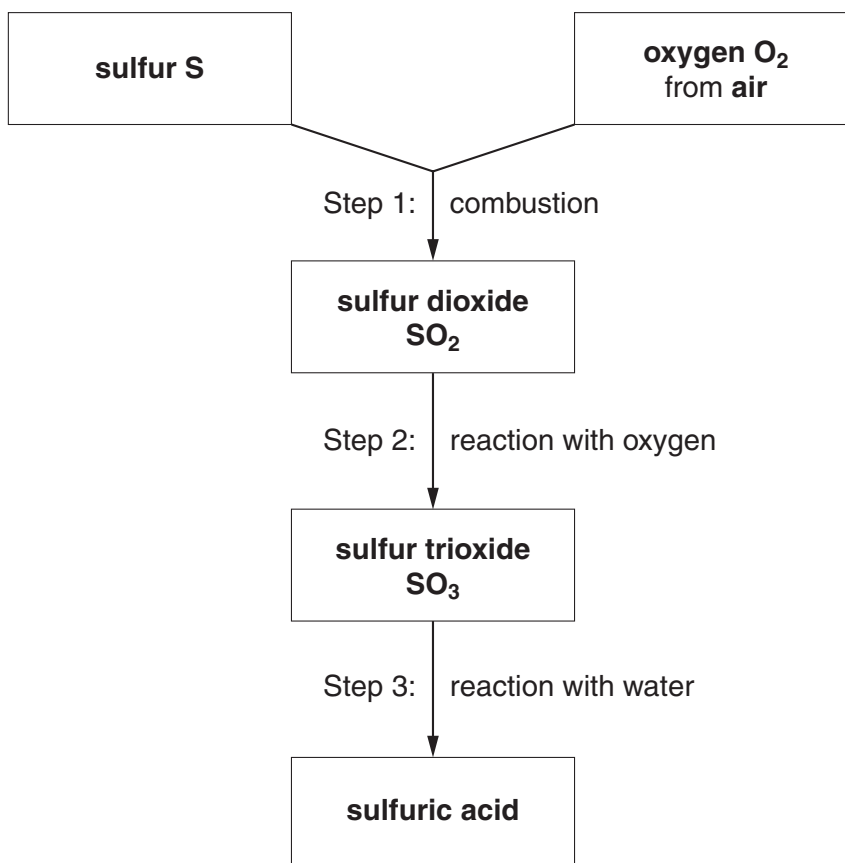 sulfur S
oxygen O₂
from air
Step 1: combustion
sulfur dioxide
SO₂
Step 2: reaction with oxygen
sulfur trioxide
SO₃
Step 3: reaction with water
sulfuric acid